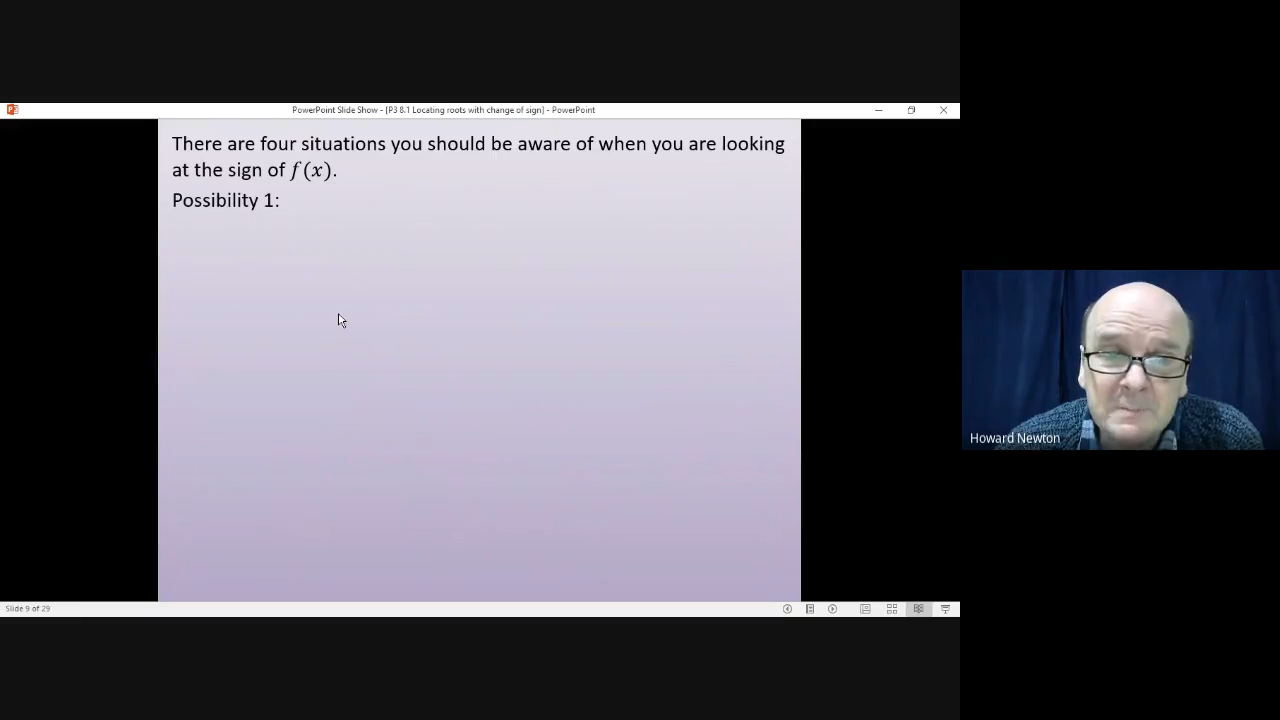 PowerPoint Slide Show - [P3 8.1 Locating roots with change of sign] - PowerPoint
There are four situations you should be aware of when you are looking
at the sign of f(x).
Possibility 1:
Howard Newton
Slide 9 of 29